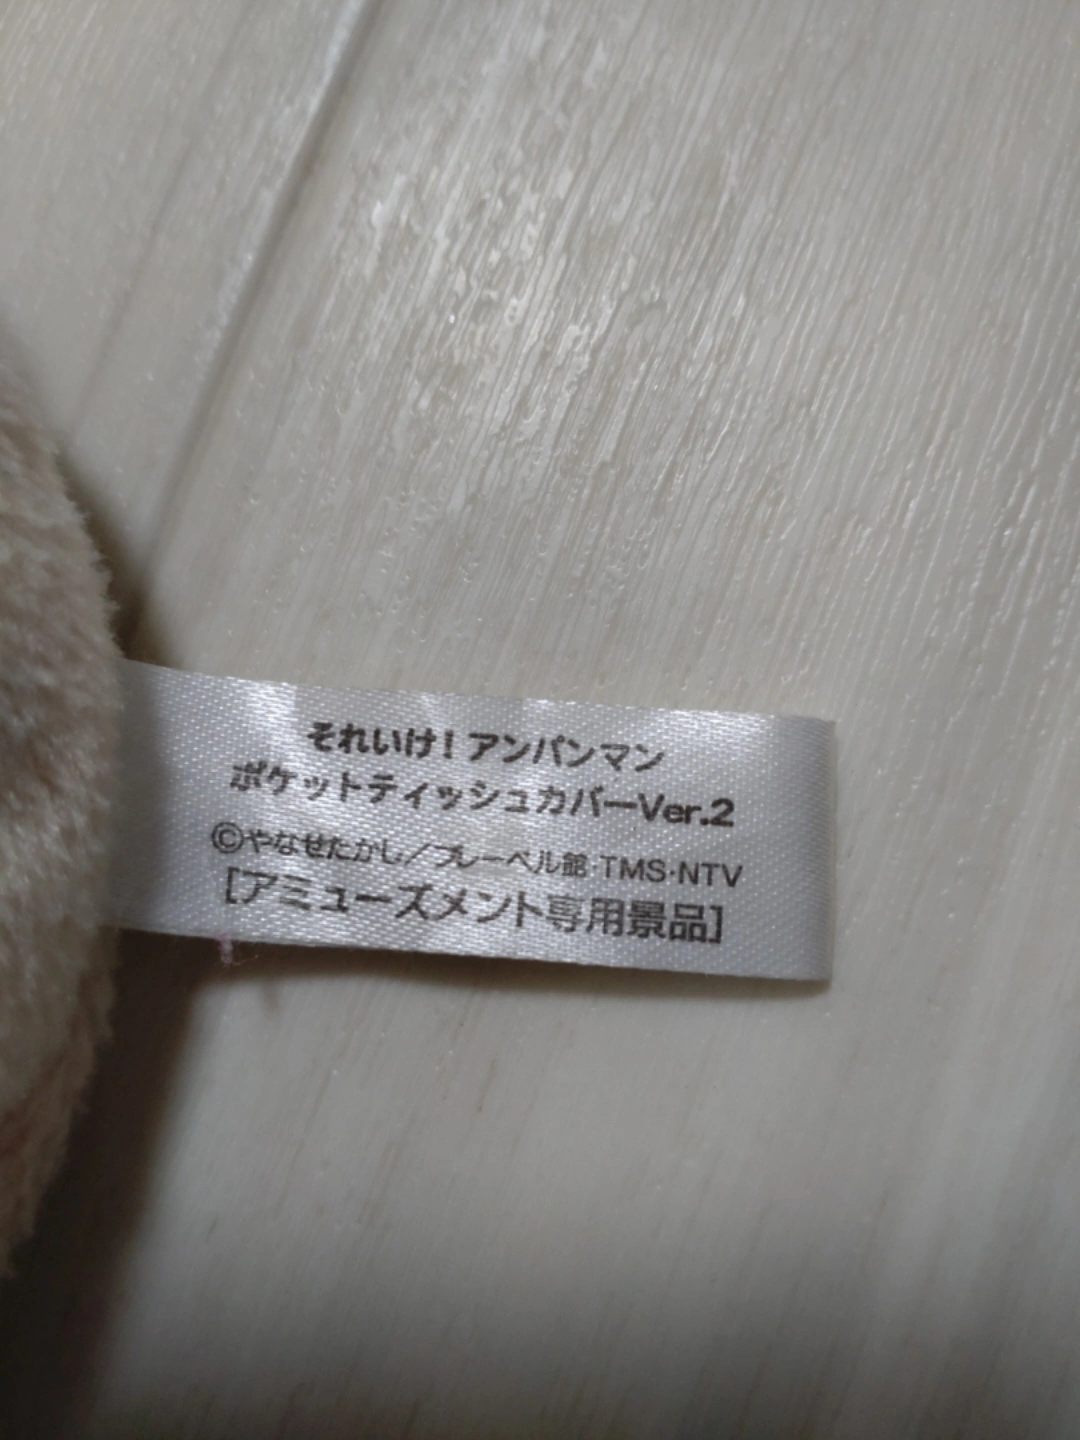 それいけ！アンパンマン
ポケットティッシュカバーVer.2
©やなせたかし／フレーベル館・TMS・NTV
［アミューズメント専用景品］